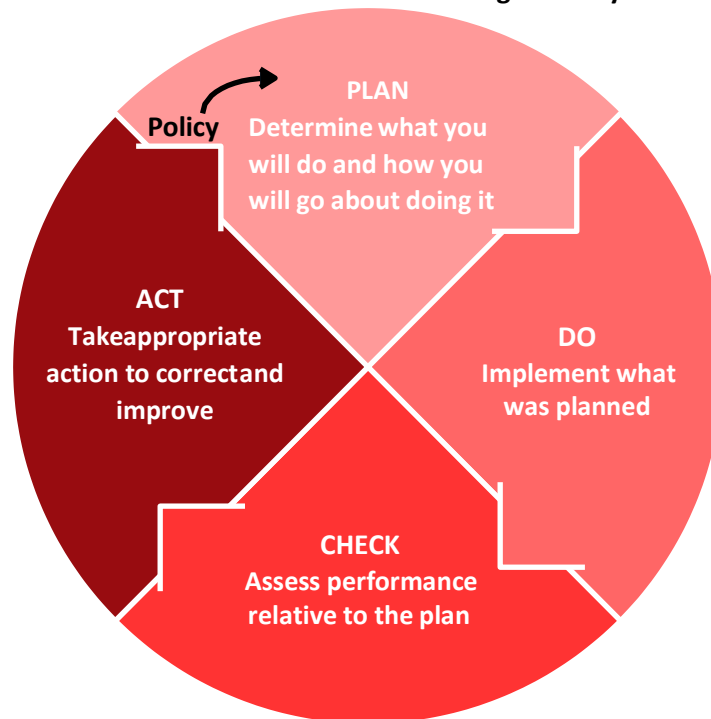 PLAN
Policy
Determine what you
will do and how you
will go about doing it
ACT
Takeappropriate
action to correctand
improve
DO
Implement what
was planned
CHECK
Assess performance
relative to the plan